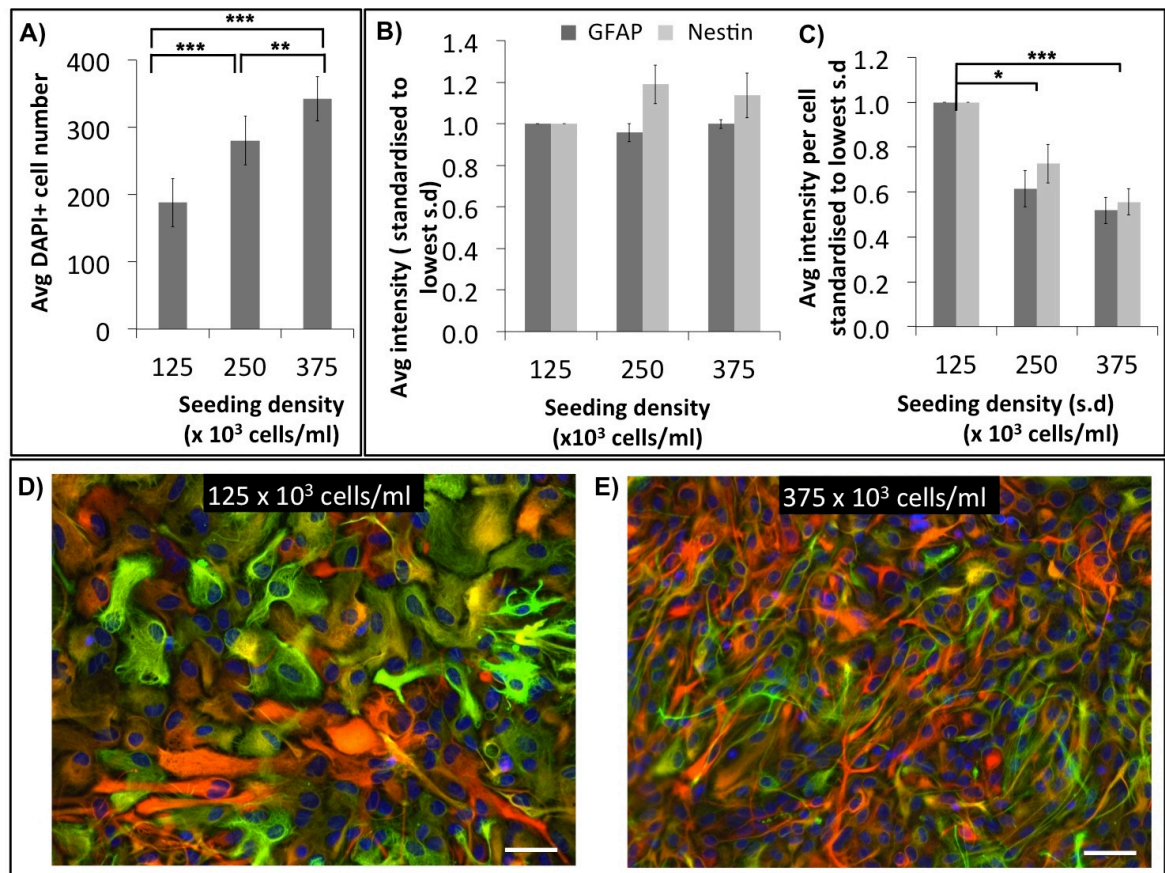 A)
***
*** **
400
300
200
100
0
Avg DAPI+ cell number
125 250 375
Seeding density
(x 10³ cells/ml)
B)
GFAP Nestin
1.4
1.2
1.0
0.8
0.6
0.4
0.2
0.0
Avg intensity ( standardised to
lowest s.d)
125 250 375
Seeding density
(x10³ cells/ml)
C)
***
*
1.2
1.0
0.8
0.6
0.4
0.2
0.0
Avg intensity per cell
standardised to lowest s.d
125 250 375
Seeding density (s.d)
(x 10³ cells/ml)
D)
125 x 10³ cells/ml
E)
375 x 10³ cells/ml